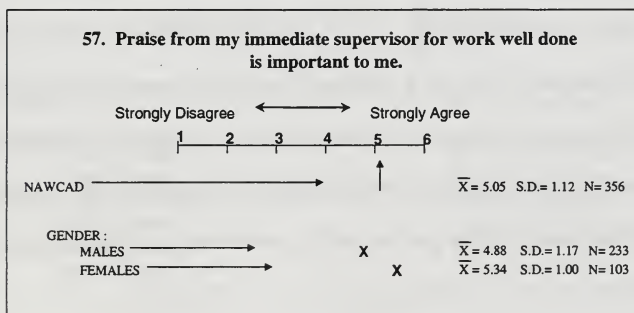 57. Praise from my immediate supervisor for work well done
is important to me.
Strongly Disagree Strongly Agree
1 2 3 4 5 6
NAWCAD X̅ = 5.05 S.D.= 1.12 N= 356
GENDER :
MALES X X̅ = 4.88 S.D.= 1.17 N= 233
FEMALES X X̅ = 5.34 S.D.= 1.00 N= 103